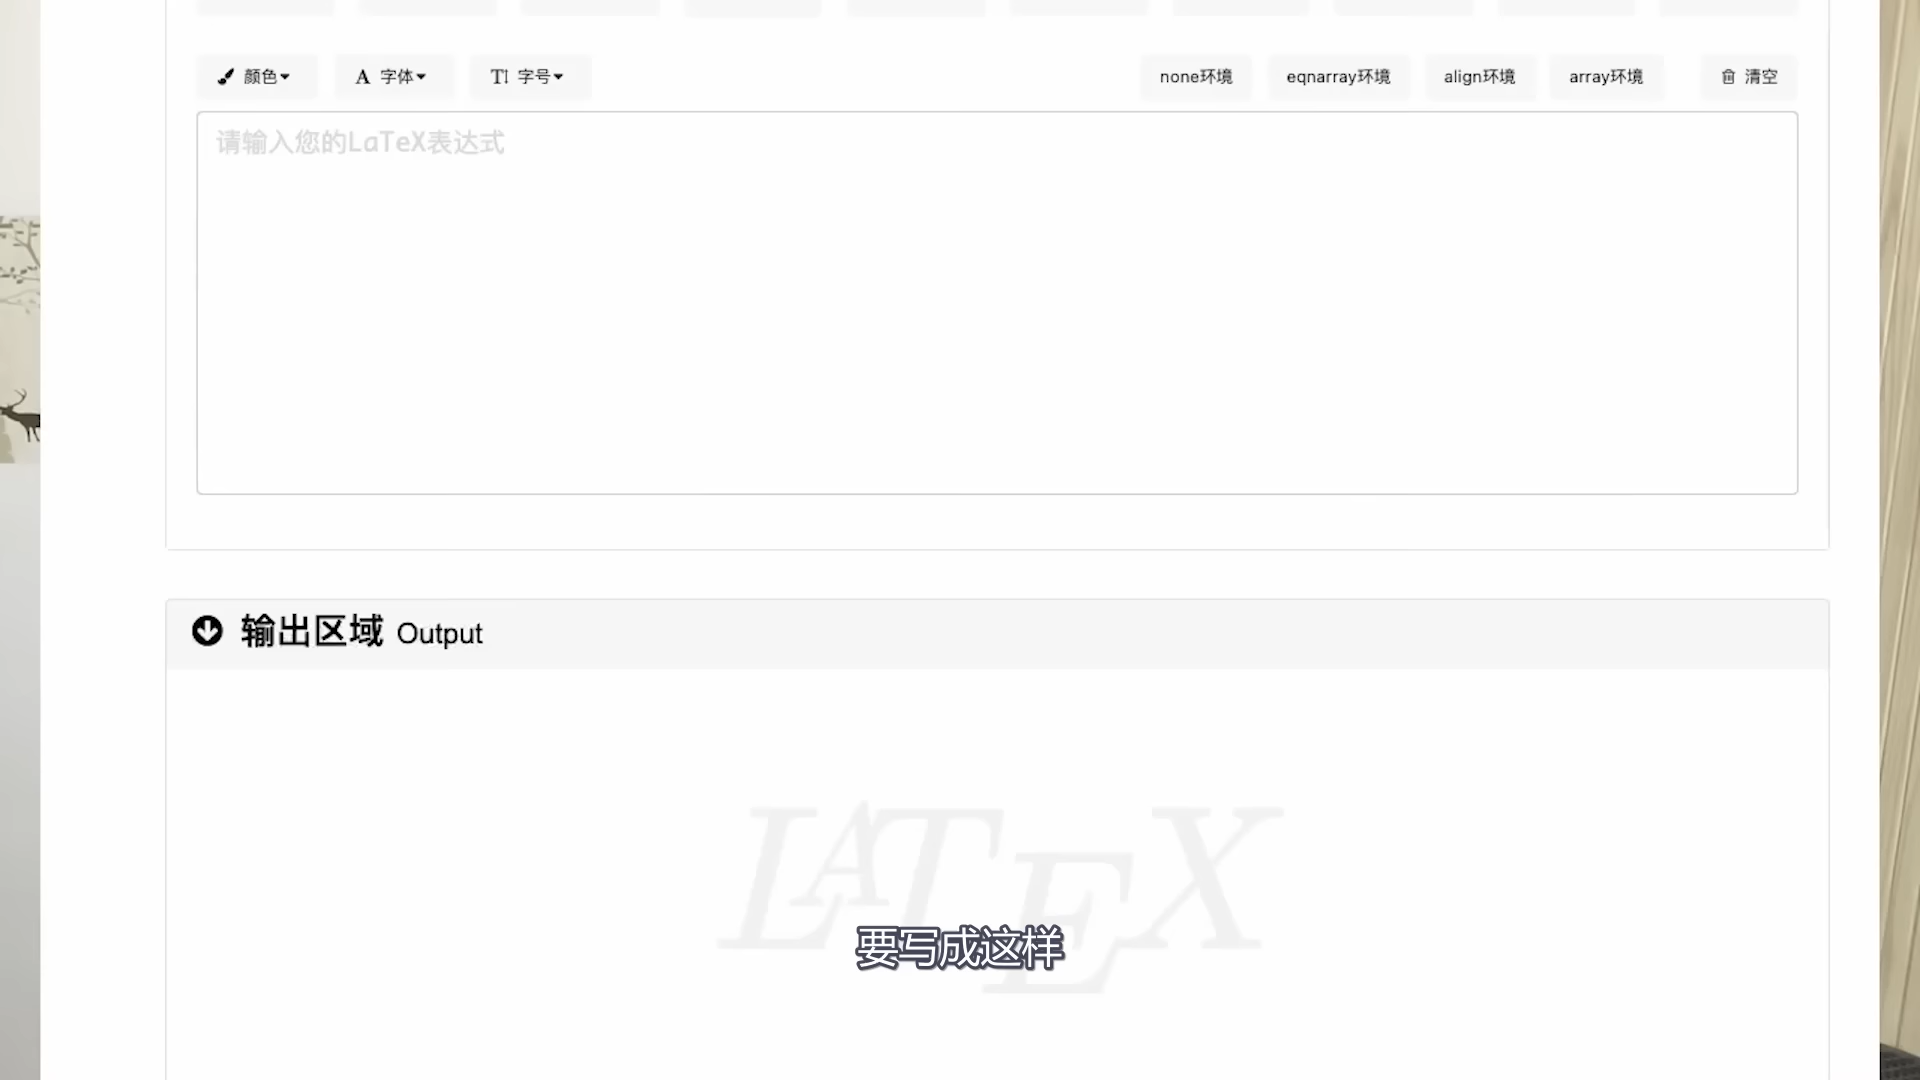 颜色 A 字体 TI 字号 none环境 eqnarray环境 align环境 array环境 清空
请输入您的LaTeX表达式
输出区域 Output
LATEX
要写成这样